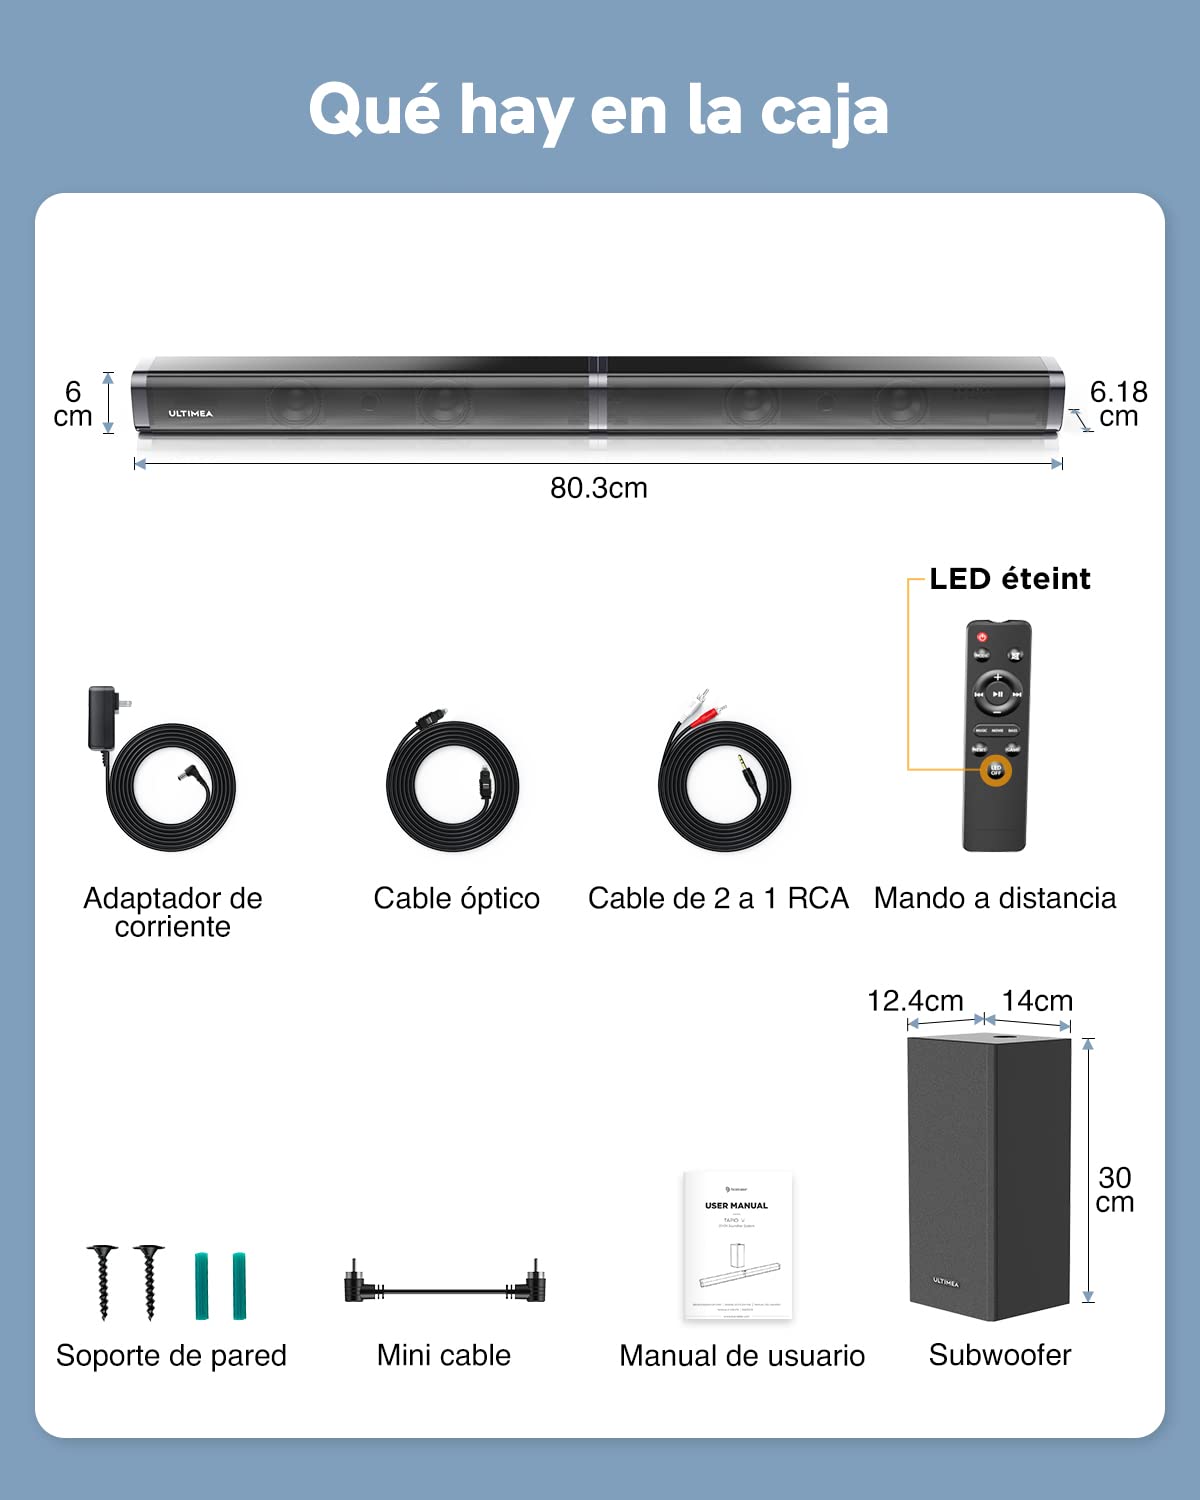 Qué hay en la caja
6
cm
ULTIMEA
6.18
cm
80.3cm
LED éteint
LED
OFF
Adaptador de
corriente
Cable óptico
Cable de 2 a 1 RCA
Mando a distancia
12.4cm
14cm
30
cm
USER MANUAL
ULTIMEA
Soporte de pared
Mini cable
Manual de usuario
Subwoofer